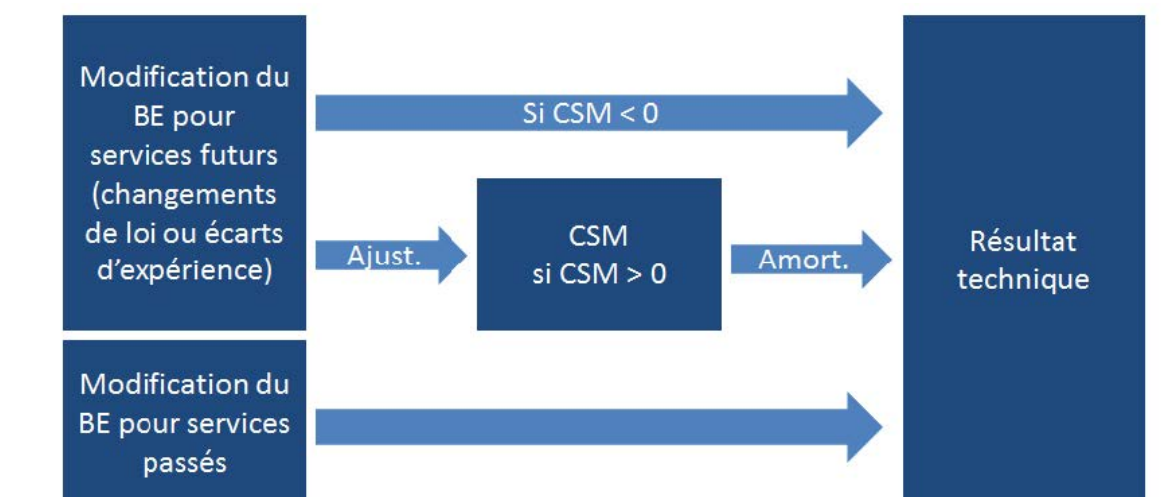 Modification du
BE pour
services futurs
(changements
de loi ou écarts
d'expérience)
Si CSM < 0
Ajust.
CSM
si CSM > 0
Amort.
Résultat
technique
Modification du
BE pour services
passés